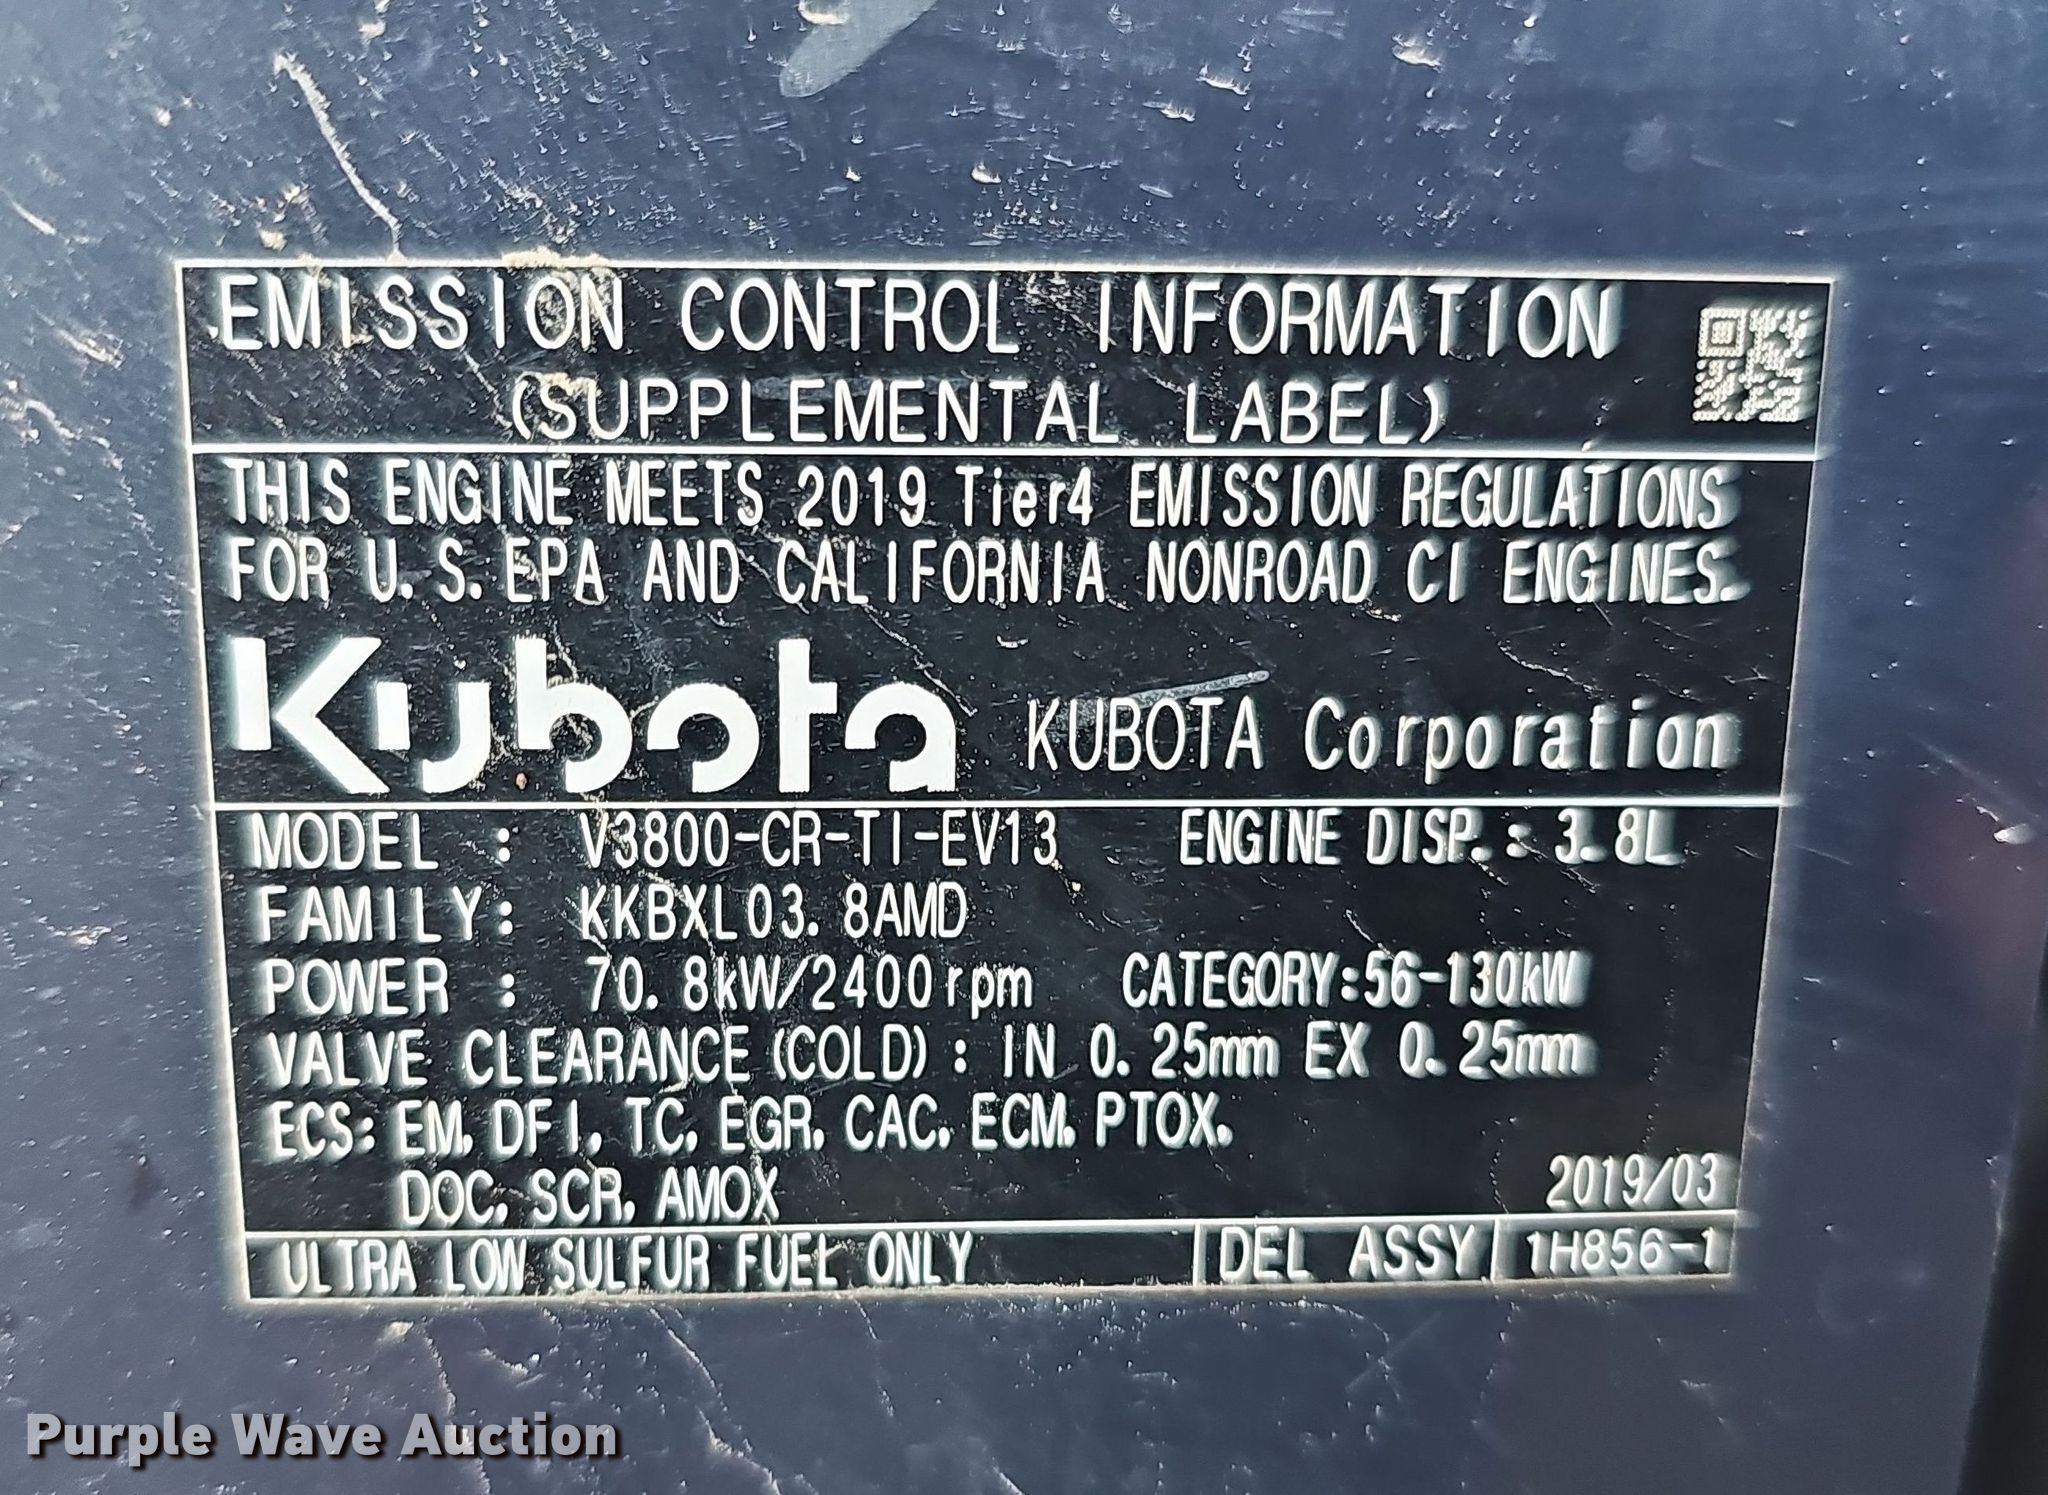 EMISSION CONTROL INFORMATION
(SUPPLEMENTAL LABEL)
THIS ENGINE MEETS 2019 Tier4 EMISSION REGULATIONS
FOR U.S.EPA AND CALIFORNIA NONROAD CI ENGINES.
Kubota KUBOTA Corporation
MODEL : V3800-CR-TI-EV13 ENGINE DISP.: 3.8L
FAMILY: KKBXL03.8AMD
POWER : 70.8kW/2400rpm CATEGORY:56-130kW
VALVE CLEARANCE(COLD): IN 0.25mm EX 0.25mm
ECS: EM, DFI, TC, EGR, CAC, ECM, PTOX,
DOC, SCR, AMOX 2019/03
ULTRA LOW SULFUR FUEL ONLY DEL ASSY 1H856-1
Purple Wave Auction